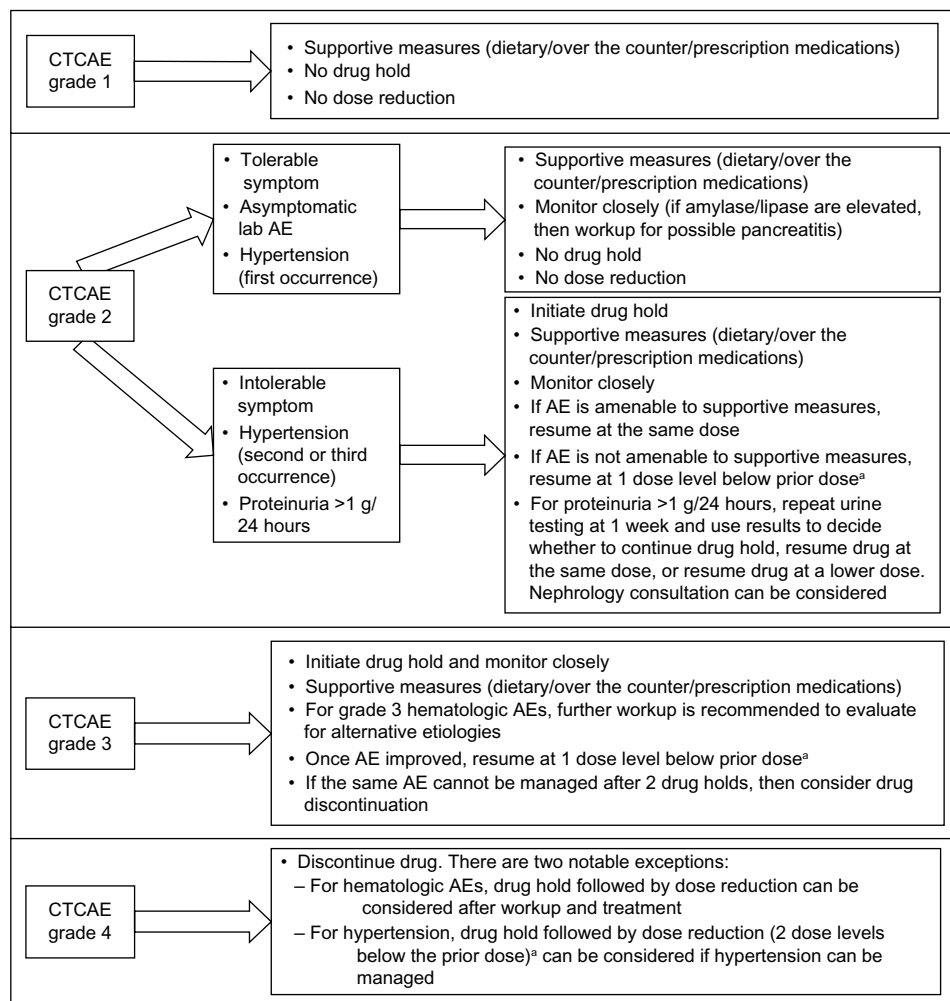 CTCAE
grade 1
• Supportive measures (dietary/over the counter/prescription medications)
• No drug hold
• No dose reduction
CTCAE
grade 2
• Tolerable
symptom
• Asymptomatic
lab AE
• Hypertension
(first occurrence)
• Supportive measures (dietary/over the
counter/prescription medications)
• Monitor closely (if amylase/lipase are elevated,
then workup for possible pancreatitis)
• No drug hold
• No dose reduction
• Intolerable
symptom
• Hypertension
(second or third
occurrence)
• Proteinuria >1 g/
24 hours
• Initiate drug hold
• Supportive measures (dietary/over the
counter/prescription medications)
• Monitor closely
• If AE is amenable to supportive measures,
resume at the same dose
• If AE is not amenable to supportive measures,
resume at 1 dose level below prior doseᵃ
• For proteinuria >1 g/24 hours, repeat urine
testing at 1 week and use results to decide
whether to continue drug hold, resume drug at
the same dose, or resume drug at a lower dose.
Nephrology consultation can be considered
CTCAE
grade 3
• Initiate drug hold and monitor closely
• Supportive measures (dietary/over the counter/prescription medications)
• For grade 3 hematologic AEs, further workup is recommended to evaluate
for alternative etiologies
• Once AE improved, resume at 1 dose level below prior doseᵃ
• If the same AE cannot be managed after 2 drug holds, then consider drug
discontinuation
CTCAE
grade 4
• Discontinue drug. There are two notable exceptions:
– For hematologic AEs, drug hold followed by dose reduction can be
considered after workup and treatment
– For hypertension, drug hold followed by dose reduction (2 dose levels
below the prior dose)ᵃ can be considered if hypertension can be
managed